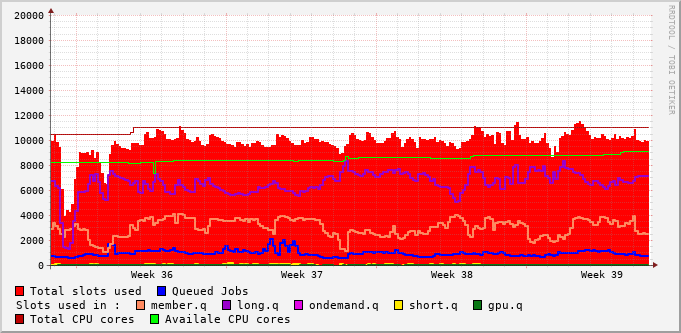 RRDTOOL / TOBI OETIKER
20000
18000
16000
14000
12000
10000
8000
6000
4000
2000
0
Week 36 Week 37 Week 38 Week 39
Total slots used Queued Jobs
Slots used in : member.q long.q ondemand.q short.q gpu.q
Total CPU cores Availale CPU cores